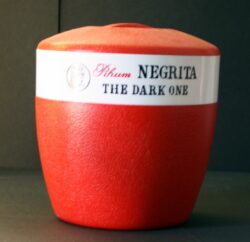 Rhum NEGRITA
THE DARK ONE